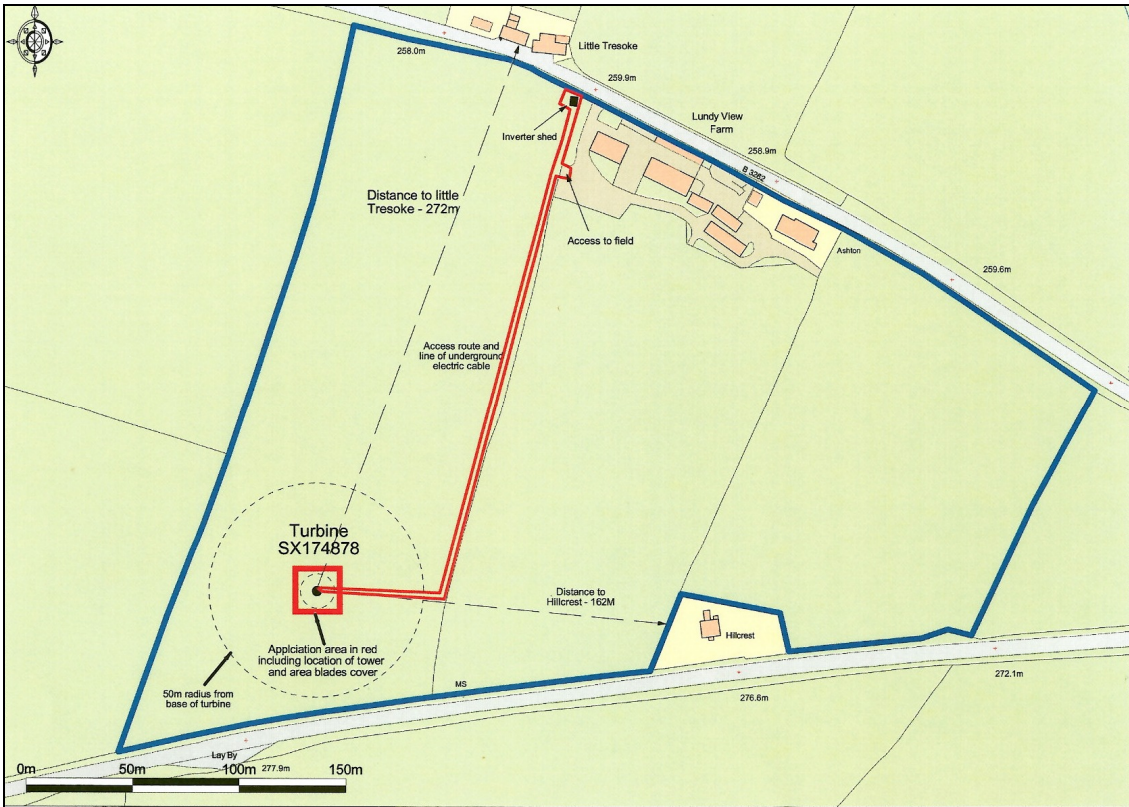 Little Tresoke
258.0m
259.9m
Lundy View
Farm
Inverter shed
258.9m
B 3262
Distance to little
Tresoke - 272m
Access to field
Ashton
259.6m
Access route and
line of underground
electric cable
Turbine
SX174878
Distance to
Hillcrest - 162M
Hillcrest
Applciation area in red
including location of tower
and area blades cover
50m radius from
base of turbine
MS
272.1m
276.6m
Lay By
277.9m
0m 50m 100m 150m